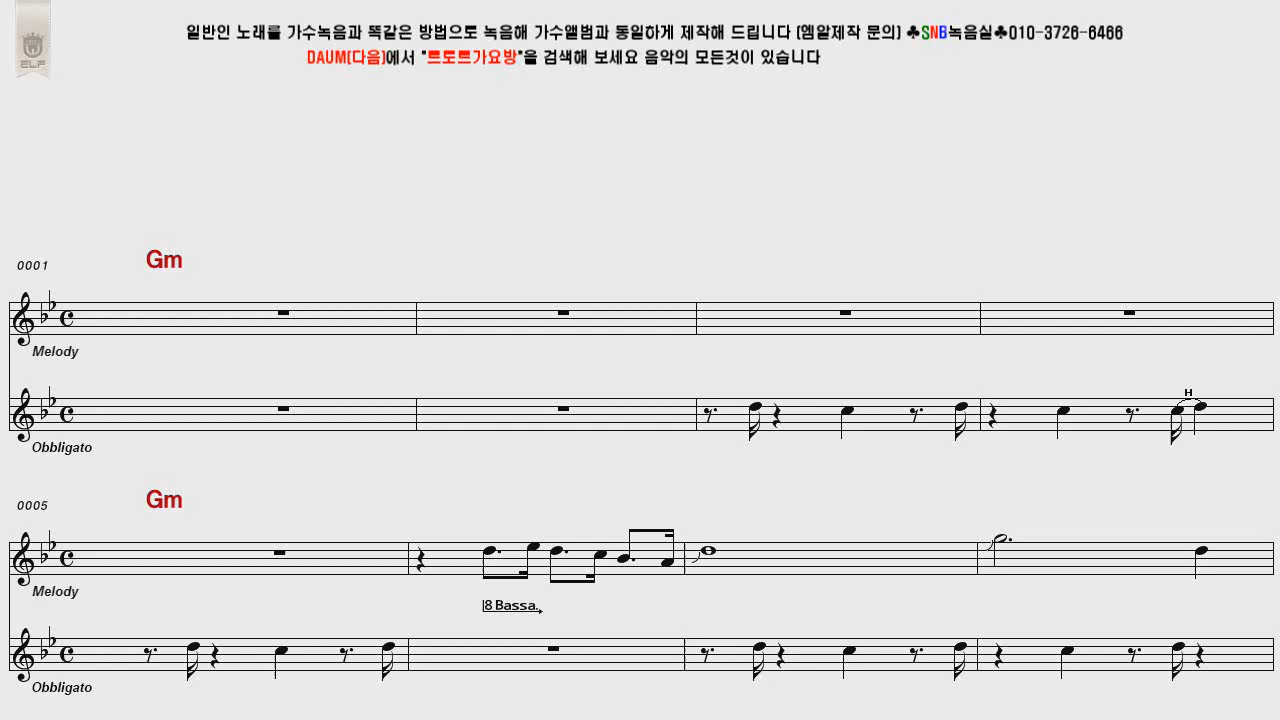 일반인 노래를 가수녹음과 똑같은 방법으로 녹음해 가수앨범과 동일하게 제작해 드립니다 (엠알제작 문의) ♣SNB녹음실♣010-3726-6466
DAUM(다음)에서 "트로트가요방"을 검색해 보세요 음악의 모든것이 있습니다
ELF
0001 Gm
Melody
H
Obbligato
0005 Gm
Melody
8 Bassa.
Obbligato